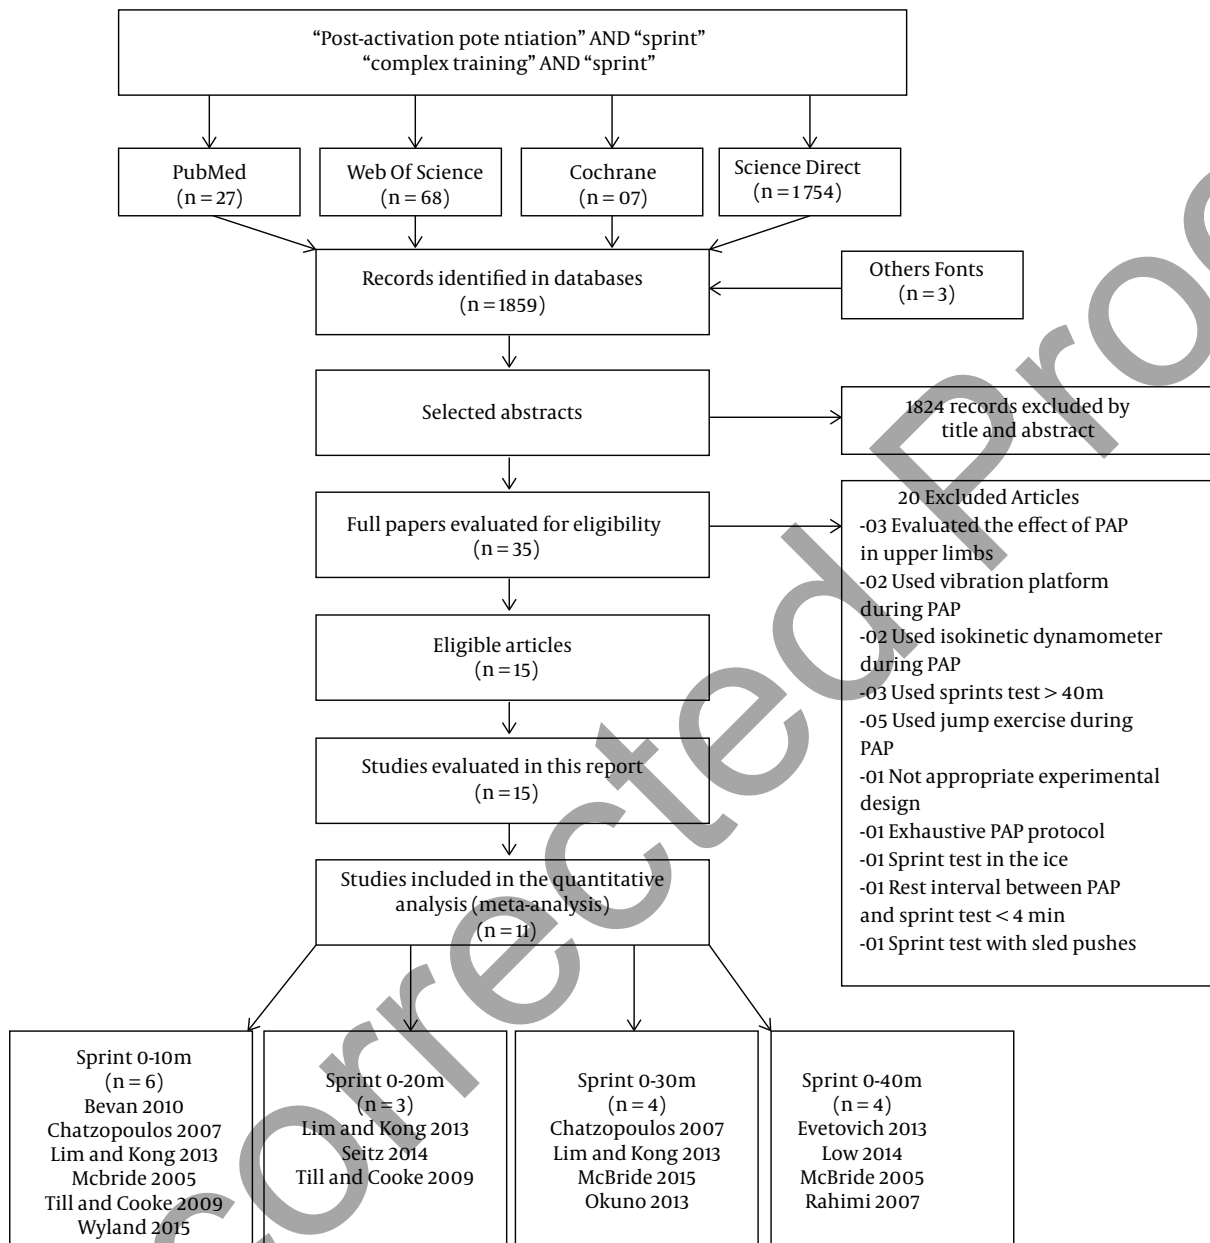 “Post-activation pote ntiation” AND “sprint”
“complex training” AND “sprint”
PubMed
(n = 27)
Web Of Science
(n = 68)
Cochrane
(n = 07)
Science Direct
(n = 1 754)
Records identified in databases
(n = 1859)
Others Fonts
(n = 3)
Selected abstracts
1824 records excluded by
title and abstract
Full papers evaluated for eligibility
(n = 35)
20 Excluded Articles
-03 Evaluated the effect of PAP
in upper limbs
-02 Used vibration platform
during PAP
-02 Used isokinetic dynamometer
during PAP
-03 Used sprints test > 40m
-05 Used jump exercise during
PAP
-01 Not appropriate experimental
design
-01 Exhaustive PAP protocol
-01 Sprint test in the ice
-01 Rest interval between PAP
and sprint test < 4 min
-01 Sprint test with sled pushes
Eligible articles
(n = 15)
Studies evaluated in this report
(n = 15)
Studies included in the quantitative
analysis (meta-analysis)
(n = 11)
Sprint 0-10m
(n = 6)
Bevan 2010
Chatzopoulos 2007
Lim and Kong 2013
Mcbride 2005
Till and Cooke 2009
Wyland 2015
Sprint 0-20m
(n = 3)
Lim and Kong 2013
Seitz 2014
Till and Cooke 2009
Sprint 0-30m
(n = 4)
Chatzopoulos 2007
Lim and Kong 2013
McBride 2015
Okuno 2013
Sprint 0-40m
(n = 4)
Evetovich 2013
Low 2014
McBride 2005
Rahimi 2007
corrected Proo